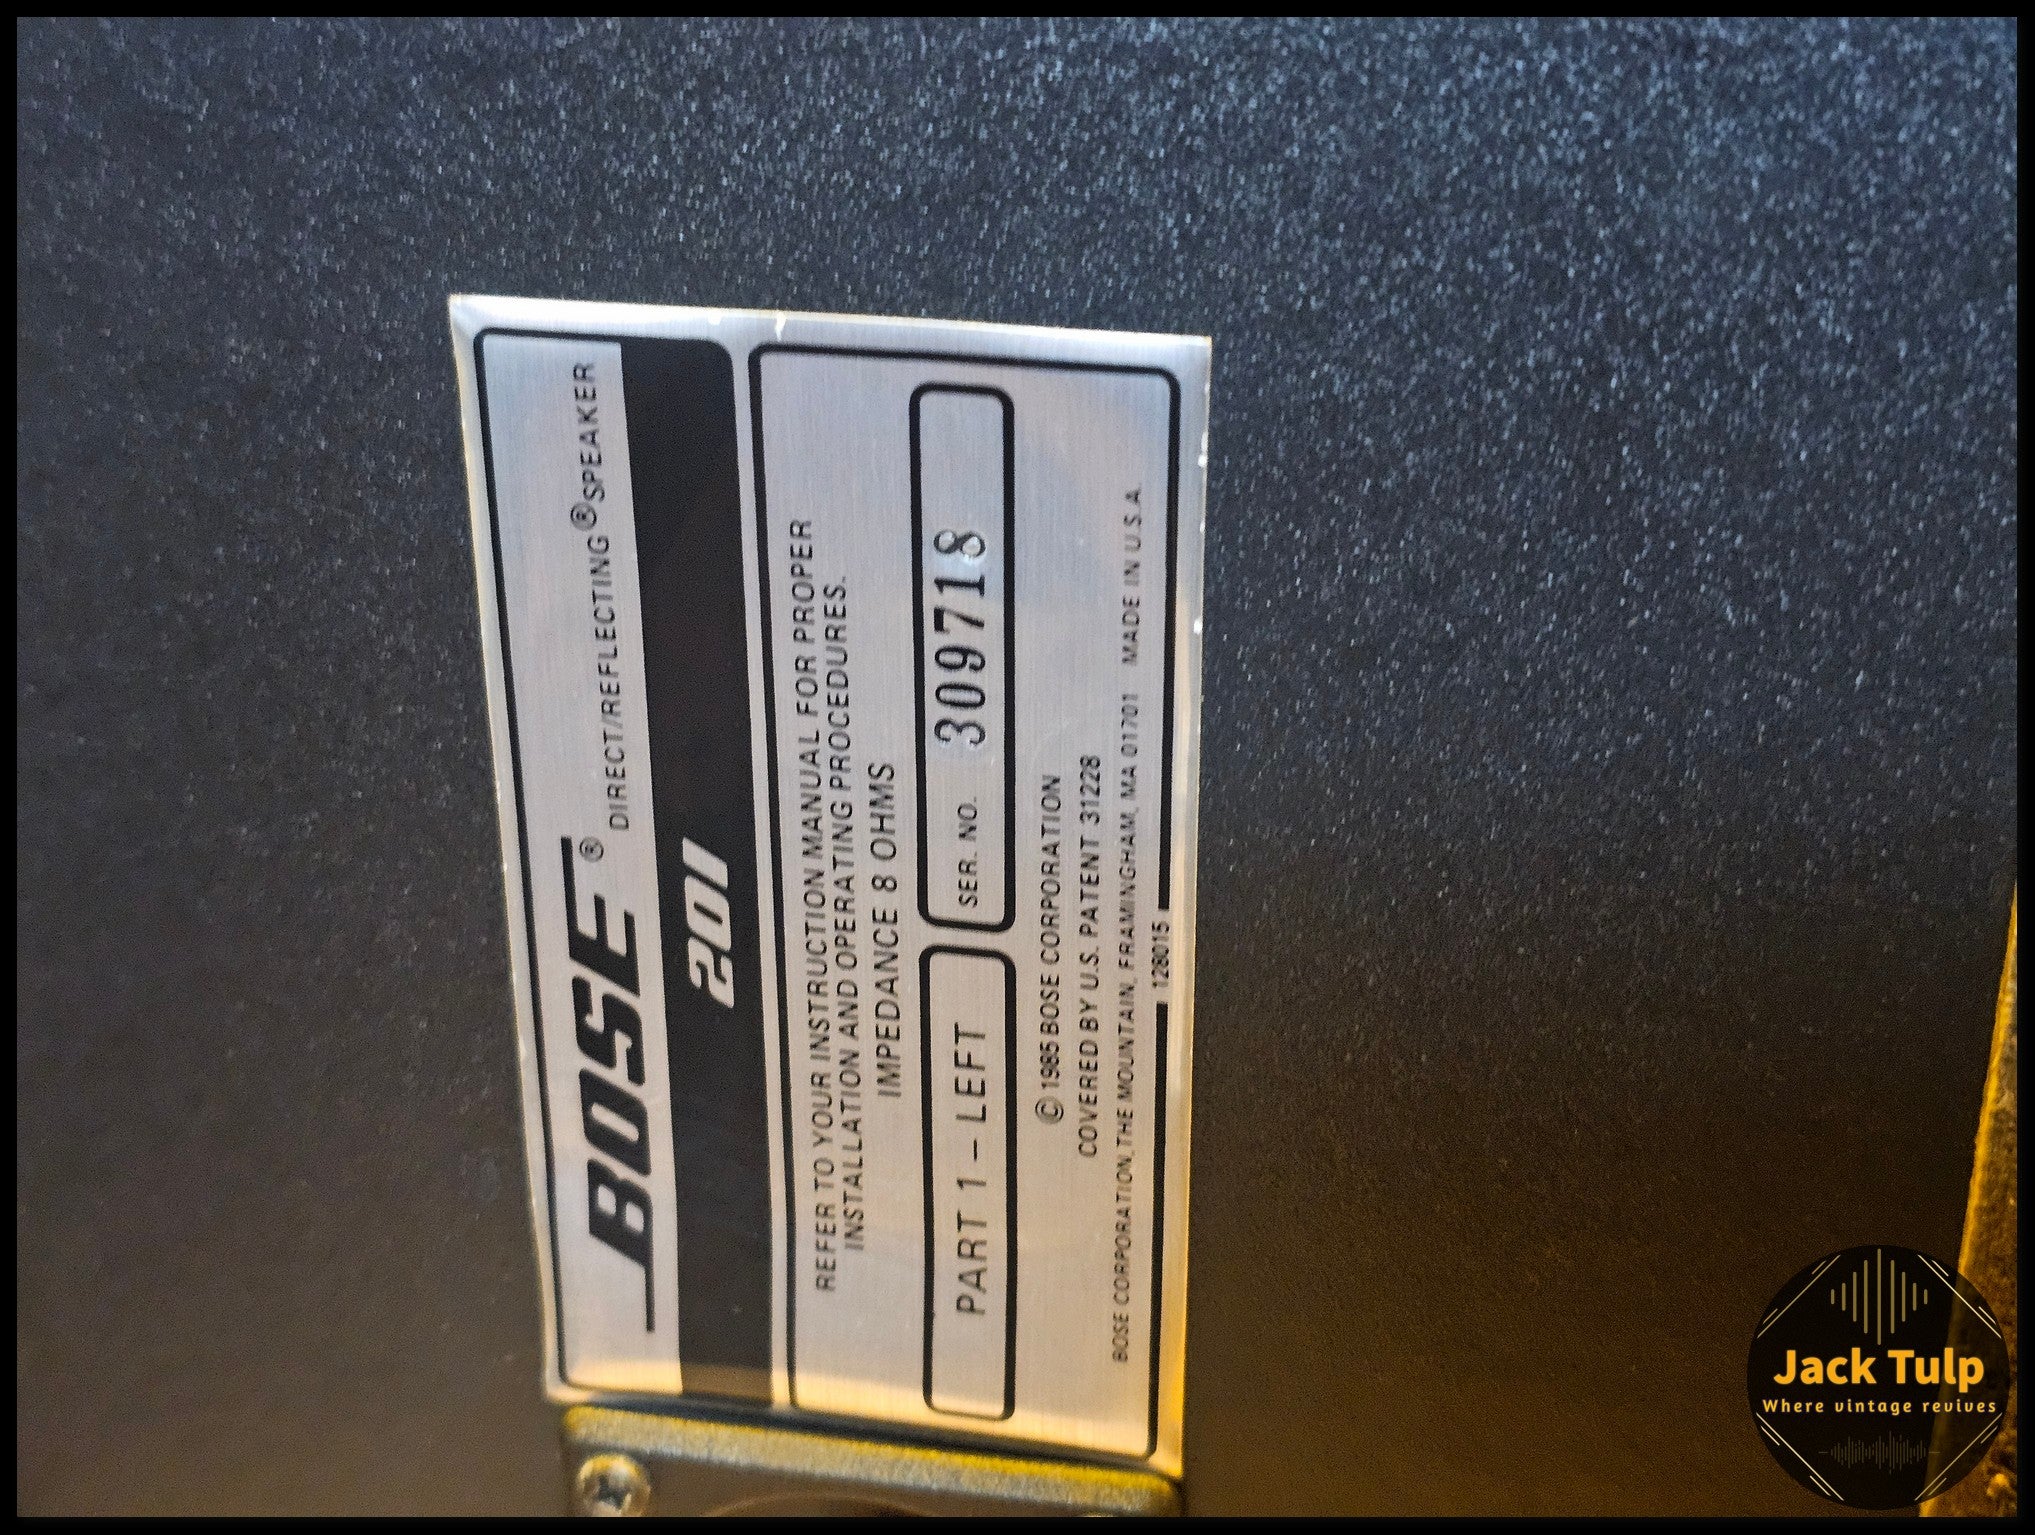 BOSE® DIRECT/REFLECTING® SPEAKER
201
REFER TO YOUR INSTRUCTION MANUAL FOR PROPER
INSTALLATION AND OPERATING PROCEDURES.
IMPEDANCE 8 OHMS
PART 1 – LEFT
SER. NO. 309718
© 1985 BOSE CORPORATION
COVERED BY U.S. PATENT 31228
BOSE CORPORATION, THE MOUNTAIN, FRAMINGHAM, MA 01701 MADE IN U.S.A.
128015
Jack Tulp
Where vintage revives